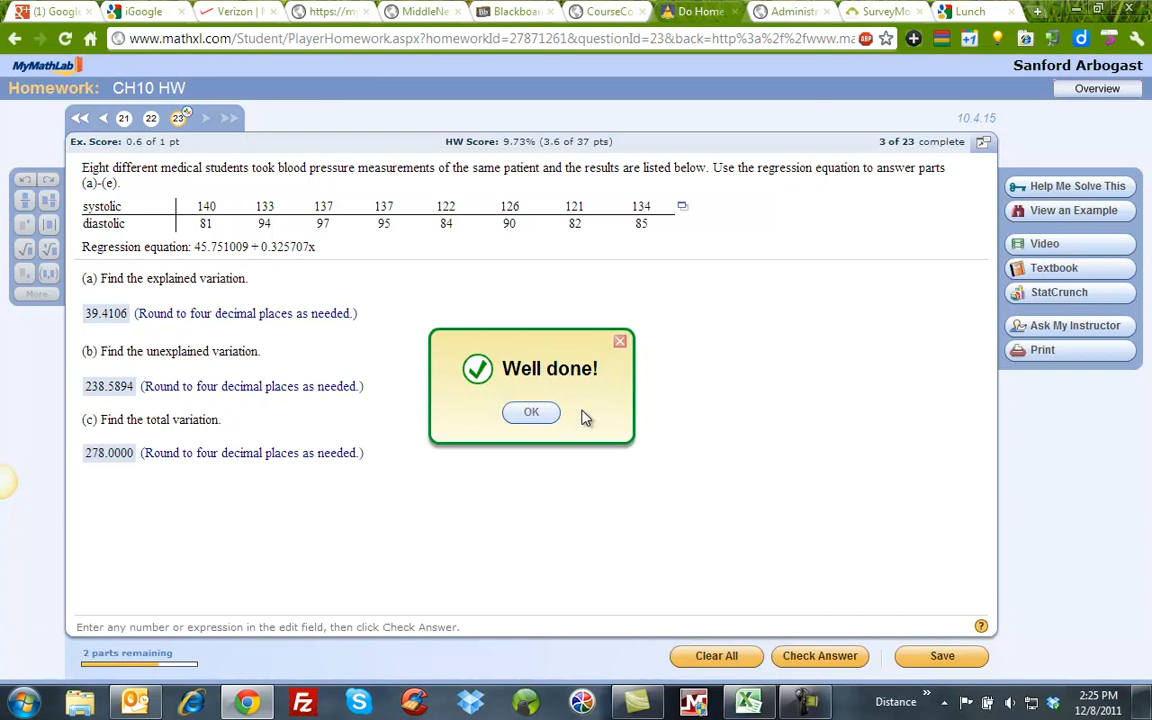 (1) Googl
iGoogle
Verizon |
https://m
MiddleNe
Blackboa
CourseCo
Do Home
Administr
SurveyMo
Lunch
www.mathxl.com/Student/PlayerHomework.aspx?homeworkId=27871261&questionId=23&back=http%3a%2f%2fwww.ma
MyMathLab
Sanford Arbogast
Homework: CH10 HW
Overview
21 22 23
10.4.15
Ex. Score: 0.6 of 1 pt
HW Score: 9.73% (3.6 of 37 pts)
3 of 23 complete
Eight different medical students took blood pressure measurements of the same patient and the results are listed below. Use the regression equation to answer parts
(a)-(e).
systolic 140 133 137 137 122 126 121 134
diastolic 81 94 97 95 84 90 82 85
Regression equation: 45.751009 + 0.325707x
(a) Find the explained variation.
39.4106 (Round to four decimal places as needed.)
(b) Find the unexplained variation.
238.5894 (Round to four decimal places as needed.)
(c) Find the total variation.
278.0000 (Round to four decimal places as needed.)
Well done!
OK
More
Help Me Solve This
View an Example
Video
Textbook
StatCrunch
Ask My Instructor
Print
Enter any number or expression in the edit field, then click Check Answer.
2 parts remaining
Clear All
Check Answer
Save
Distance
2:25 PM
12/8/2011